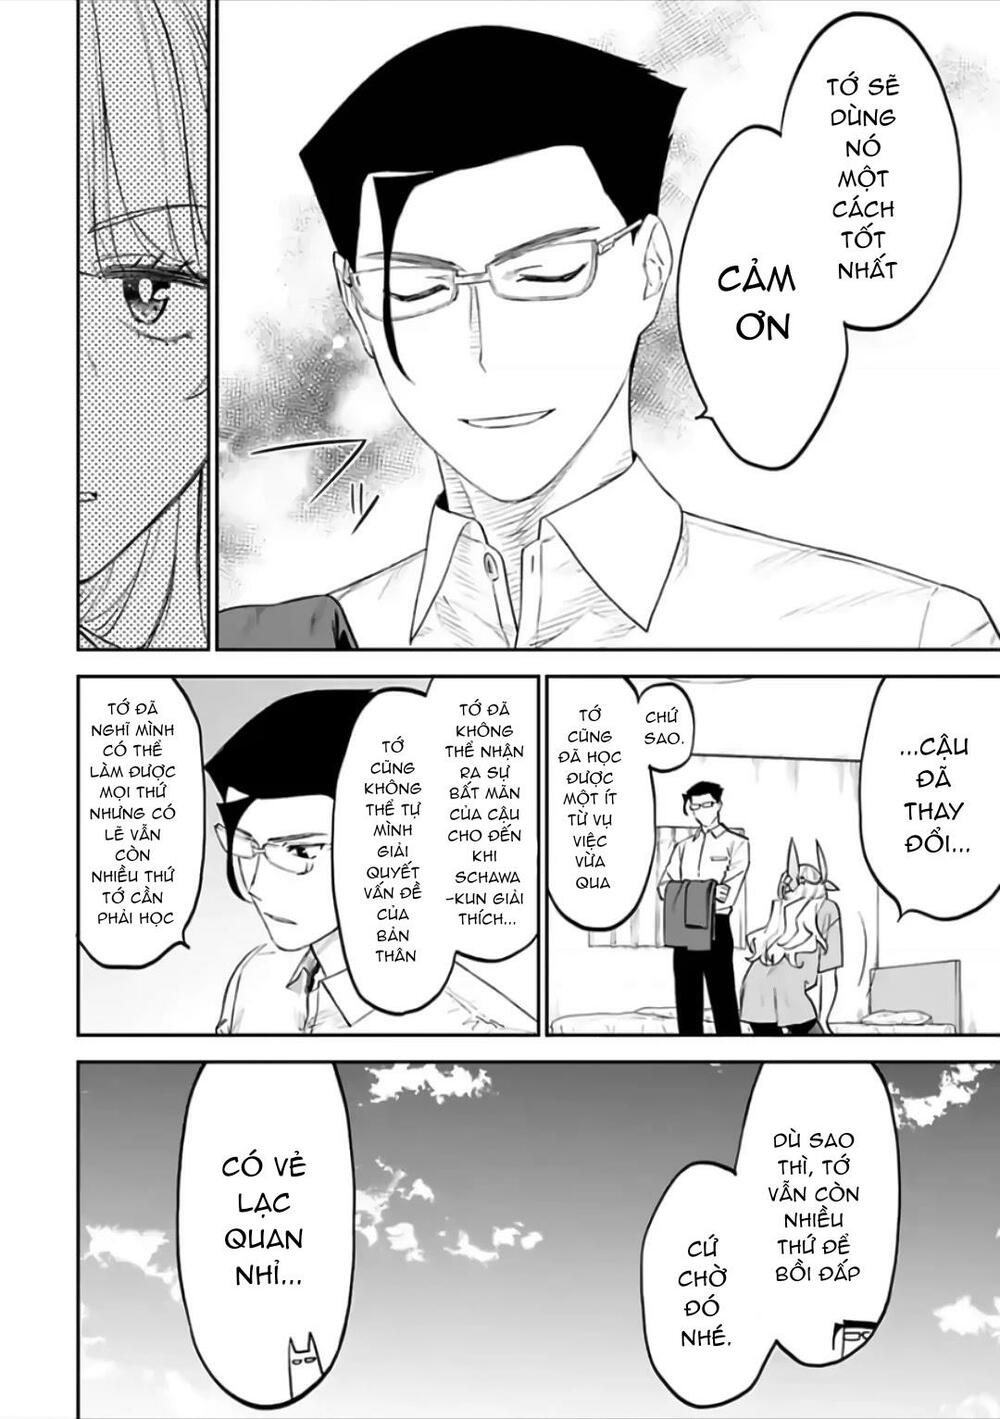 TỚ SẼ
DÙNG
NÓ
MỘT
CÁCH
TỐT
NHẤT
CẢM
ƠN
...CẬU
ĐÃ
THAY
ĐỔI...
CHỨ
SAO.
TỚ
CŨNG
ĐÃ HỌC
ĐƯỢC
MỘT ÍT
TỪ VỤ
VIỆC
VỪA
QUA
TỚ ĐÃ
KHÔNG
THỂ NHẬN
RA SỰ
BẤT MÃN
CỦA CẬU
CHO ĐẾN
KHI
SCHAWA
-KUN GIẢI
THÍCH...
TỚ
CŨNG
KHÔNG
THỂ TỰ
MÌNH
GIẢI
QUYẾT
VẤN ĐỀ
CỦA
BẢN
THÂN
TỚ ĐÃ
NGHĨ MÌNH
CÓ THỂ
LÀM ĐƯỢC
MỌI THỨ
NHƯNG CÓ
LẼ VẪN
CÒN
NHIỀU THỨ
TỚ CẦN
PHẢI HỌC
DÙ SAO
THÌ, TỚ
VẪN CÒN
NHIỀU
THỨ ĐỂ
BỒI ĐẮP
CỨ
CHỜ
ĐÓ
NHÉ.
CÓ VẺ
LẠC
QUAN
NHỈ...